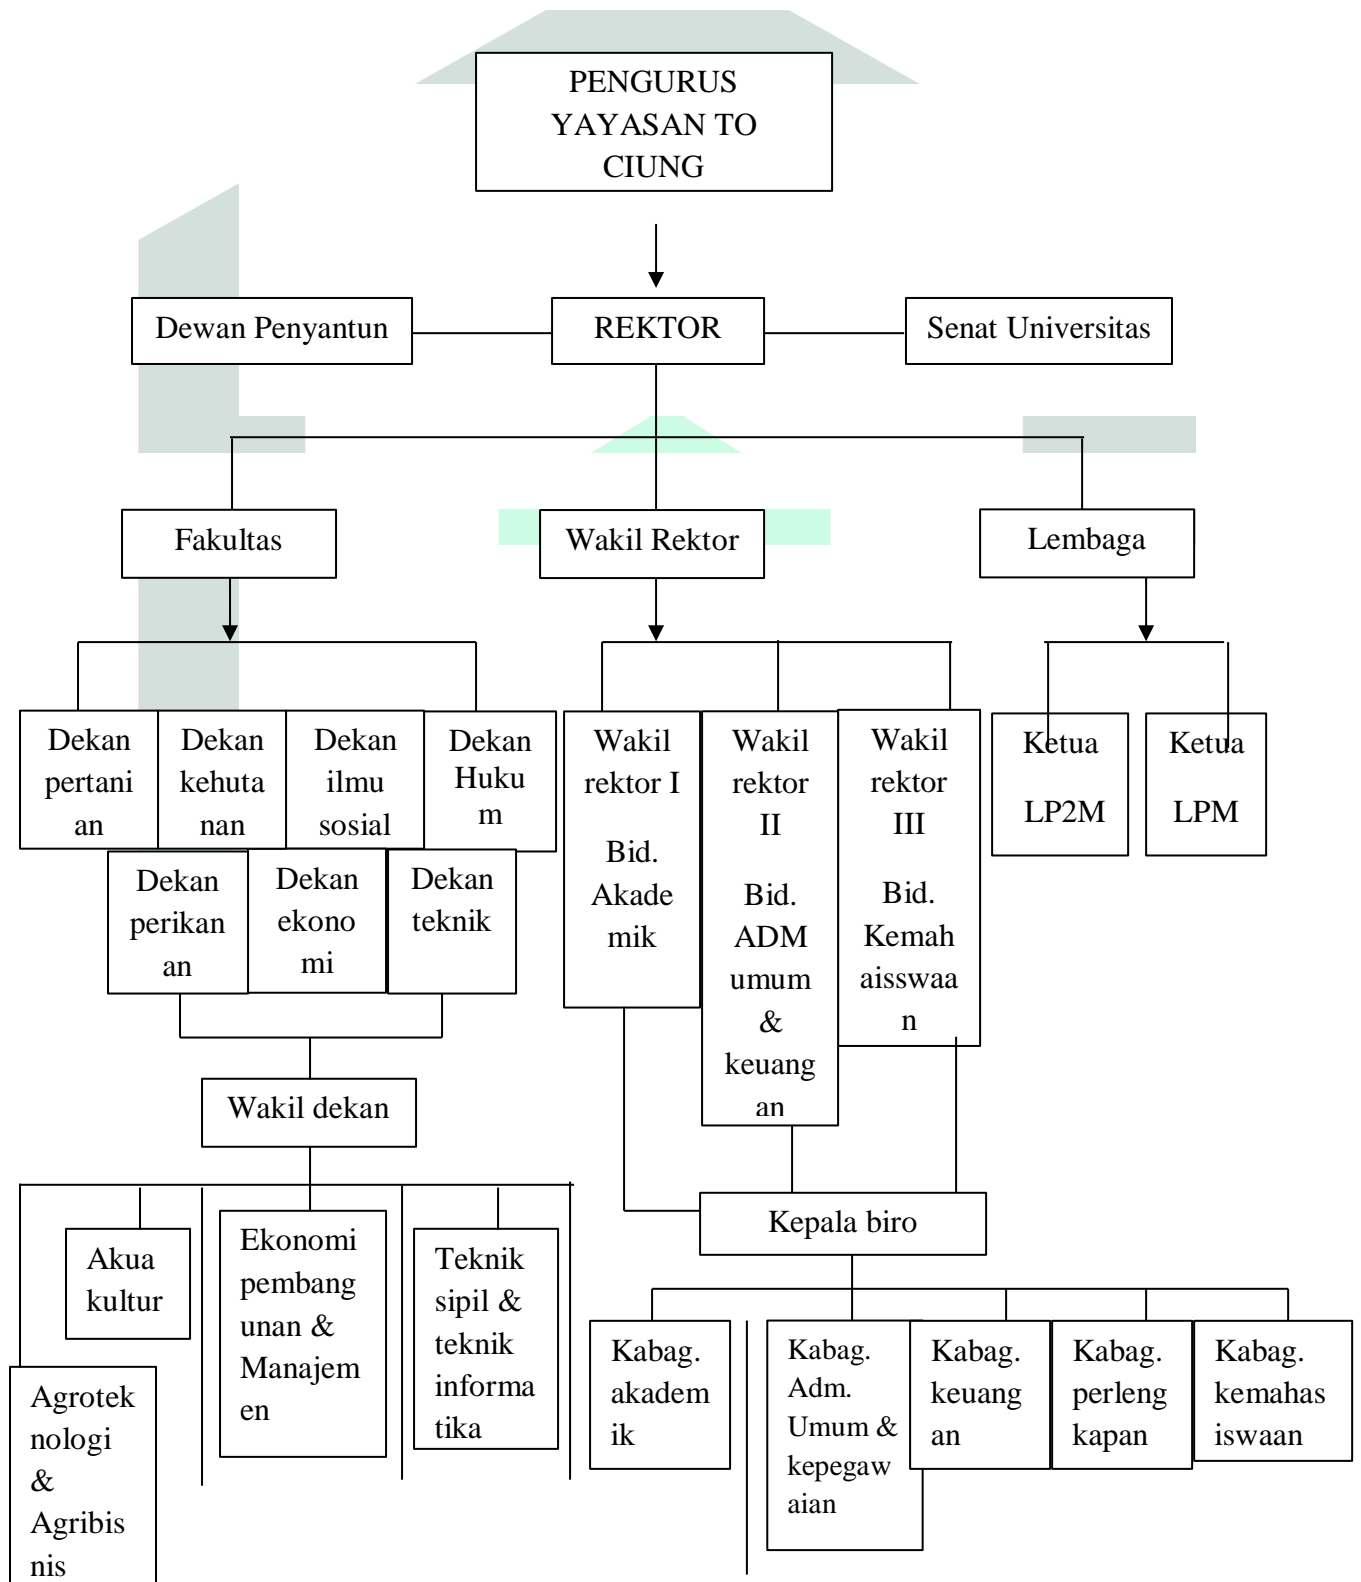 PENGURUS
YAYASAN TO
CIUNG
Dewan Penyantun
REKTOR
Senat Universitas
Fakultas
Wakil Rektor
Lembaga
Dekan
pertani
an
Dekan
kehuta
nan
Dekan
ilmu
sosial
Dekan
Huku
m
Dekan
perikan
an
Dekan
ekono
mi
Dekan
teknik
Wakil
rektor I
Bid.
Akade
mik
Wakil
rektor
II
Bid.
ADM
umum
&
keuang
an
Wakil
rektor
III
Bid.
Kemah
aisswaa
n
Ketua
LP2M
Ketua
LPM
Wakil dekan
Kepala biro
Agrotek
nologi
&
Agribis
nis
Akua
kultur
Ekonomi
pembang
unan &
Manajem
en
Teknik
sipil &
teknik
informa
tika
Kabag.
akadem
ik
Kabag.
Adm.
Umum &
kepegaw
aian
Kabag.
keuang
an
Kabag.
perleng
kapan
Kabag.
kemahas
iswaan